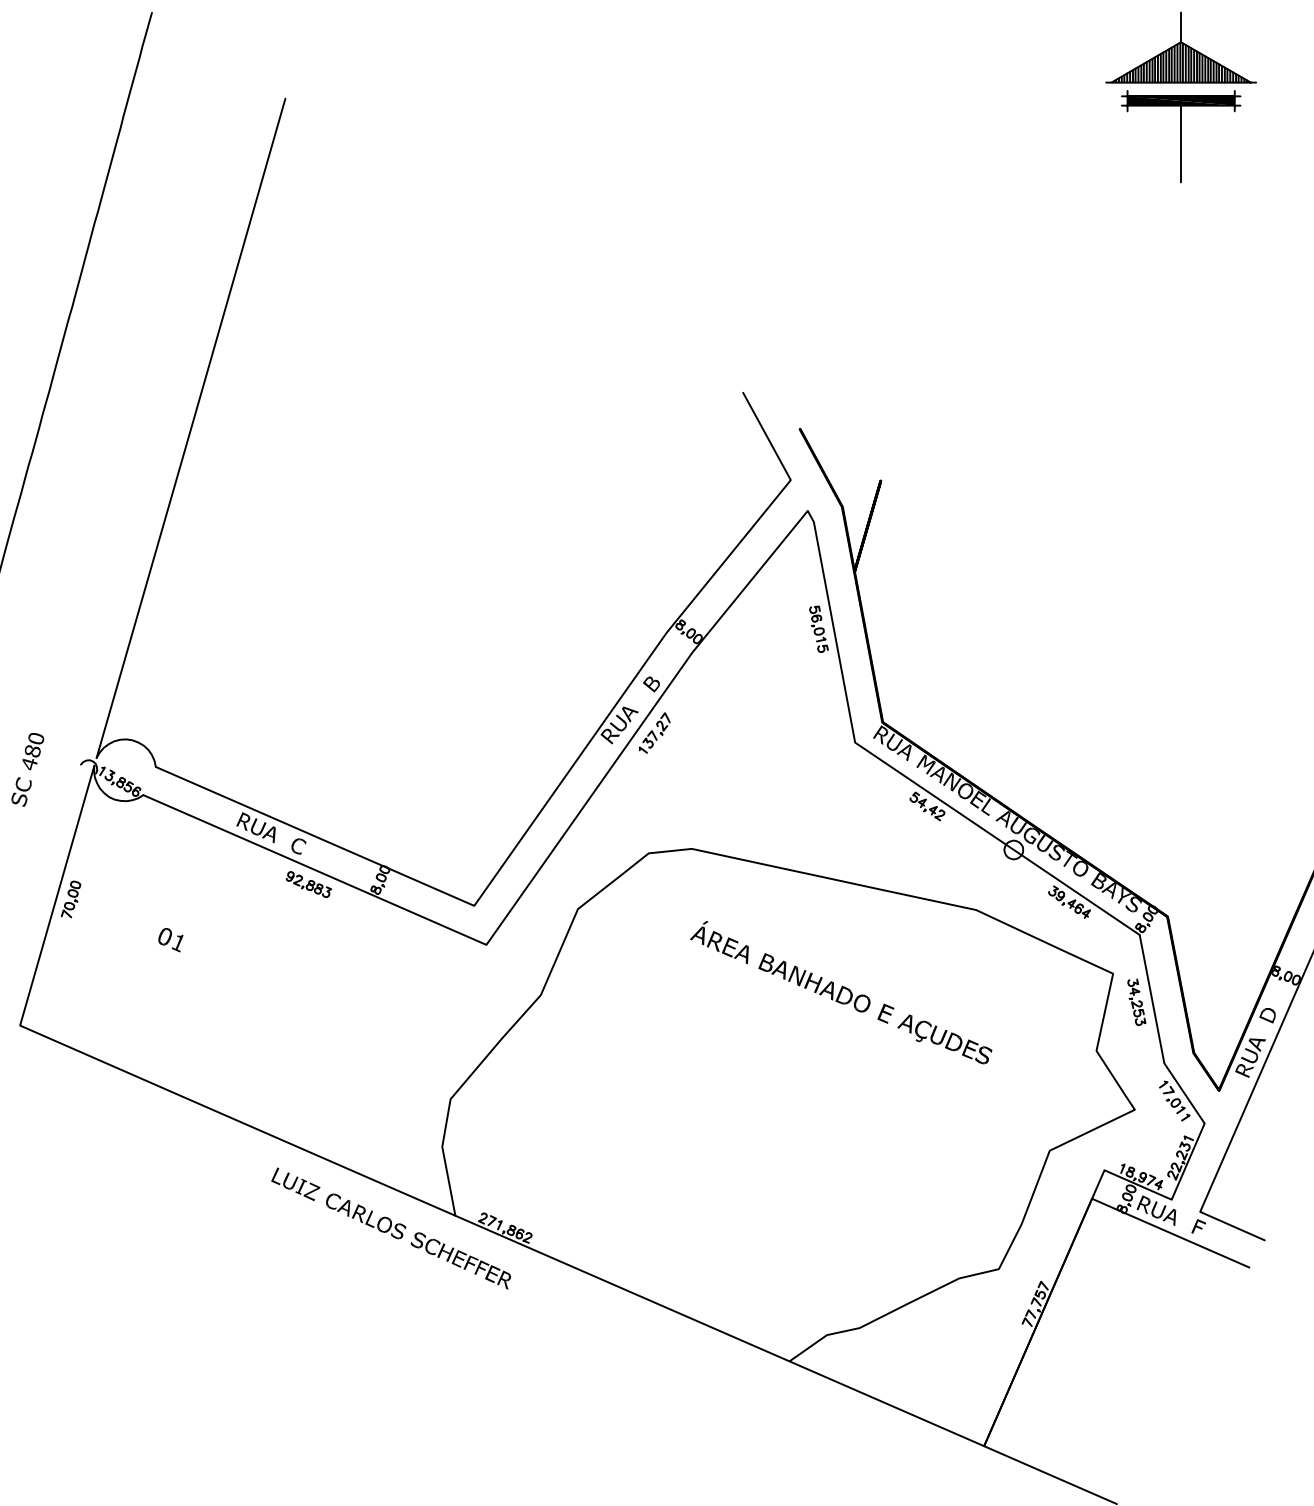 8,00
56,015
RUA B
137,27
SC 480
RUA MANOEL AUGUSTO BAYS
13,856
54,42
RUA C
92,883
8,00
70,00
39,464
8,00
01
ÁREA BANHADO E AÇUDES
34,253
8,00
RUA D
17,011
22,231
18,974
8,00
RUA F
LUIZ CARLOS SCHEFFER
271,862
77,757